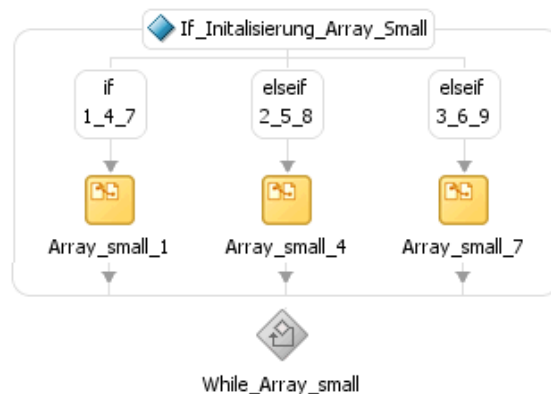 If_Initalisierung_Array_Small
if
1_4_7
elseif
2_5_8
elseif
3_6_9
Array_small_1
Array_small_4
Array_small_7
While_Array_small